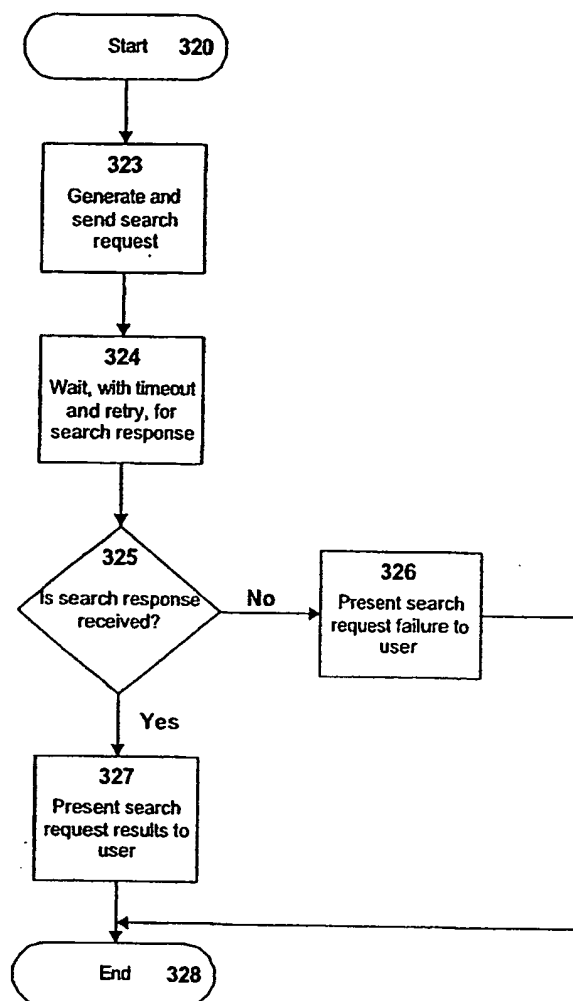 Start 320
323
Generate and
send search
request
324
Wait, with timeout
and retry, for
search response
325
Is search response
received?
No
326
Present search
request failure to
user
Yes
327
Present search
request results to
user
End 328